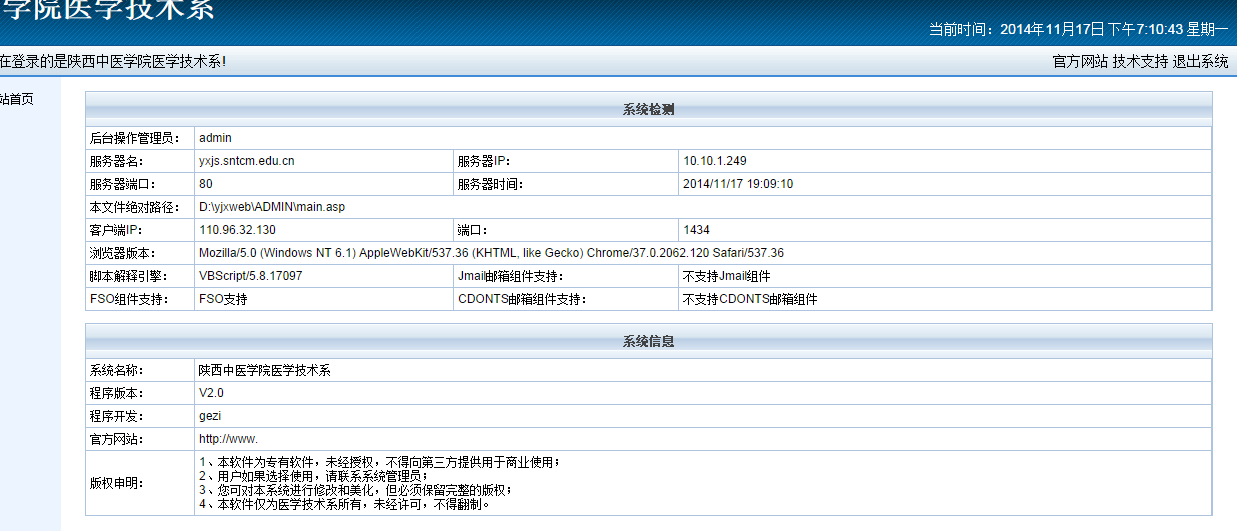 学院医学技术系
当前时间：2014年11月17日 下午7:10:43 星期一
在登录的是陕西中医学院医学技术系!
官方网站 技术支持 退出系统
站首页
系统检测
后台操作管理员： admin
服务器名： yxjs.sntcm.edu.cn 服务器IP： 10.10.1.249
服务器端口： 80 服务器时间： 2014/11/17 19:09:10
本文件绝对路径： D:\yjxweb\ADMIN\main.asp
客户端IP： 110.96.32.130 端口： 1434
浏览器版本： Mozilla/5.0 (Windows NT 6.1) AppleWebKit/537.36 (KHTML, like Gecko) Chrome/37.0.2062.120 Safari/537.36
脚本解释引擎： VBScript/5.8.17097 Jmail邮箱组件支持： 不支持Jmail组件
FSO组件支持： FSO支持 CDONTS邮箱组件支持： 不支持CDONTS邮箱组件
系统信息
系统名称： 陕西中医学院医学技术系
程序版本： V2.0
程序开发： gezi
官方网站： http://www.
版权申明：
1、本软件为专有软件，未经授权，不得向第三方提供用于商业使用；
2、用户如果选择使用，请联系系统管理员；
3、您可对本系统进行修改和美化，但必须保留完整的版权；
4、本软件仅为医学技术系所有，未经许可，不得翻制。